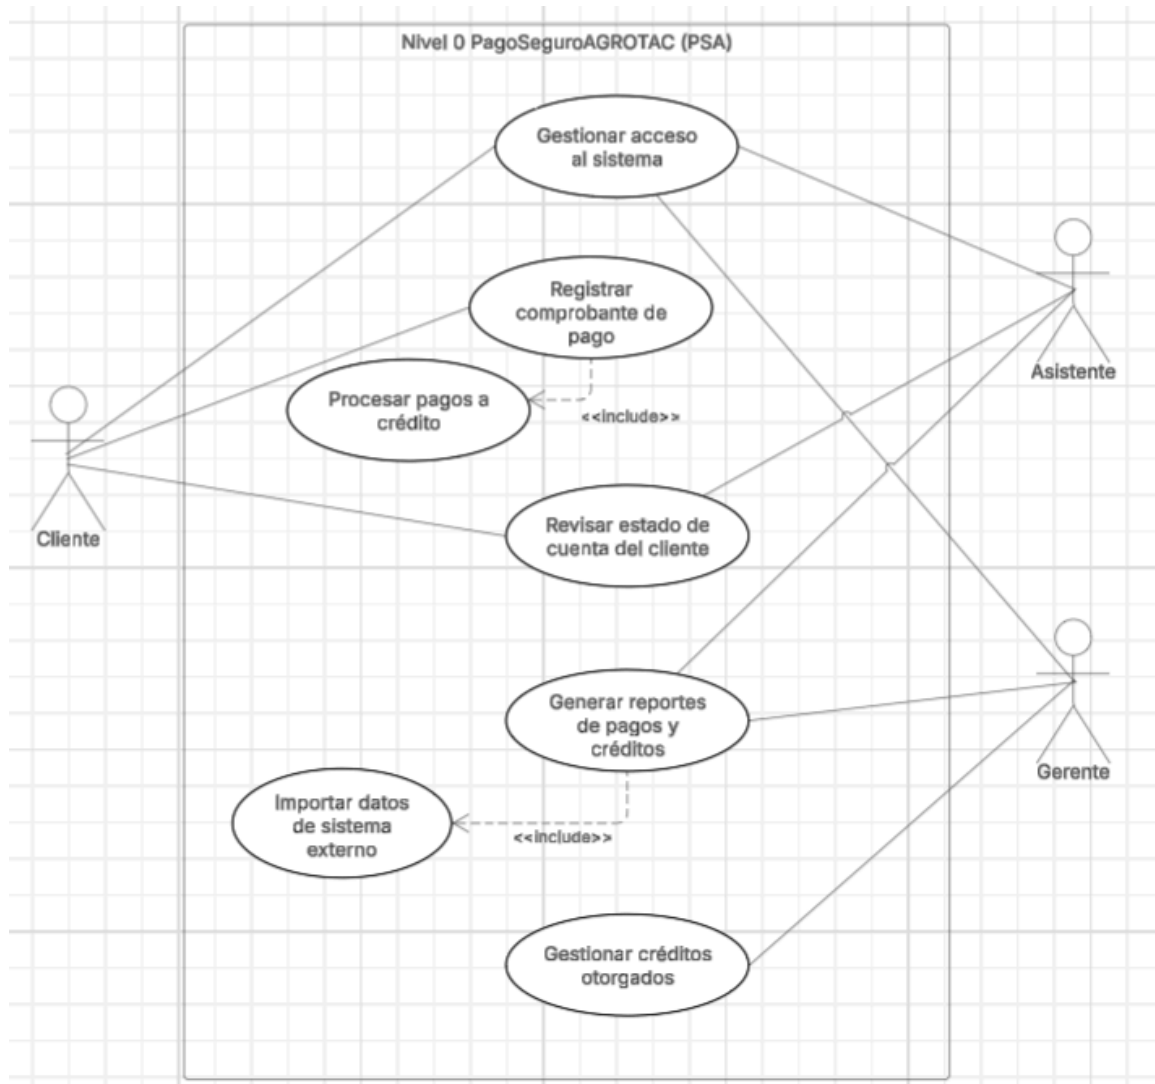 Nivel 0 PagoSeguroAGROTAC (PSA)
Gestionar acceso
al sistema
Registrar
comprobante de
pago
Asistente
Procesar pagos a
crédito
<<include>>
Cliente
Revisar estado de
cuenta del cliente
Generar reportes
de pagos y
créditos
Gerente
Importar datos
de sistema
externo
<<include>>
Gestionar créditos
otorgados